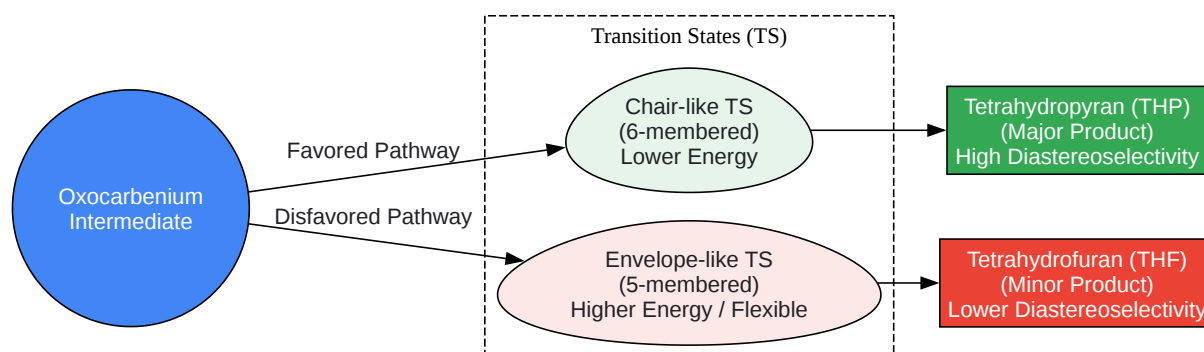 Transition States (TS)
Chair-like TS
(6-membered)
Lower Energy
Tetrahydropyran (THP)
(Major Product)
High Diastereoselectivity
Favored Pathway
Oxocarbenium
Intermediate
Disfavored Pathway
Envelope-like TS
(5-membered)
Higher Energy / Flexible
Tetrahydrofuran (THF)
(Minor Product)
Lower Diastereoselectivity